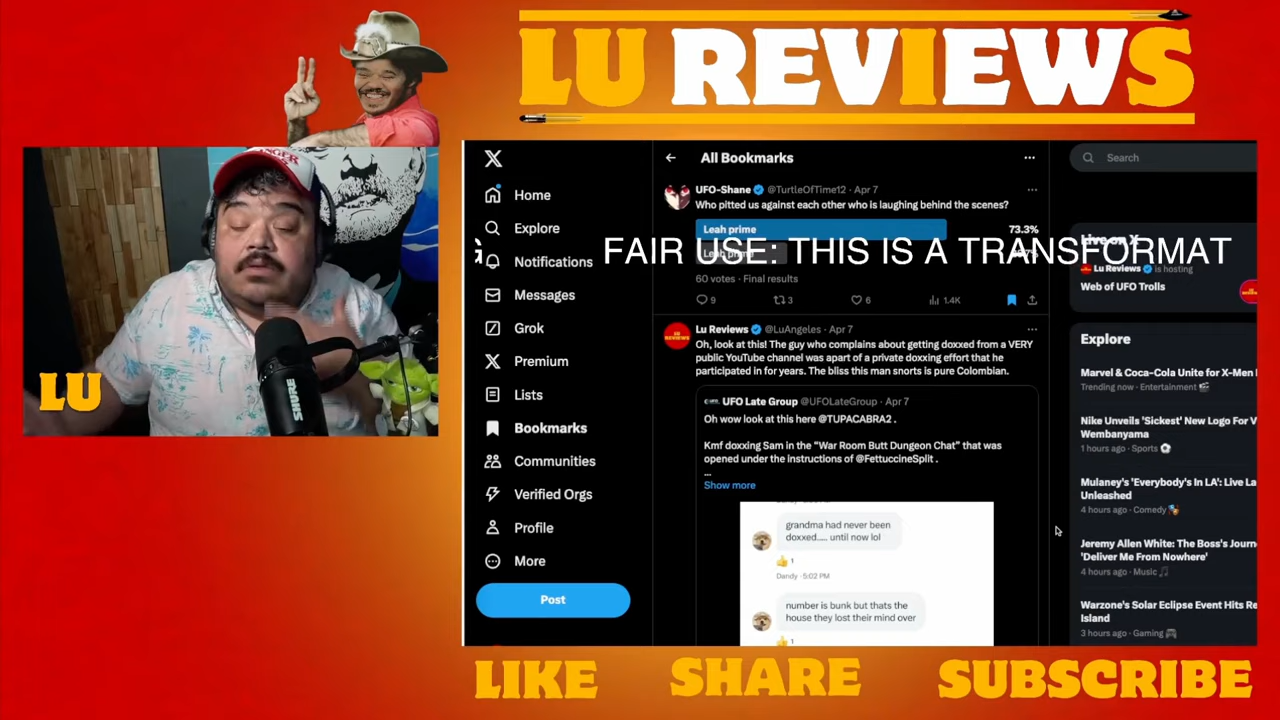 LU REVIEWS
LU
X
Home
Explore
Notifications
Messages
Grok
Premium
Lists
Bookmarks
Communities
Verified Orgs
Profile
More
Post
All Bookmarks
UFO-Shane @TurtleOfTime12 · Apr 7
Who pitted us against each other who is laughing behind the scenes?
Leah prime 73.3%
Leah prime
FAIR USE: THIS IS A TRANSFORMAT
60 votes · Final results
9 3 6 1.4K
Lu Reviews @LuAngeles · Apr 7
Oh, look at this! The guy who complains about getting doxxed from a VERY
public YouTube channel was apart of a private doxxing effort that he
participated in for years. The bliss this man snorts is pure Colombian.
UFO Late Group @UFOLateGroup · Apr 7
Oh wow look at this here @TUPACABRA2 .
Kmf doxxing Sam in the “War Room Butt Dungeon Chat” that was
opened under the instructions of @FettuccineSplit .
...
Show more
grandma had never been
doxxed..... until now lol
1
Dandy · 5:02 PM
number is bunk but thats the
house they lost their mind over
1
Search
Live on X
Lu Reviews is hosting
Web of UFO Trolls
Explore
Marvel & Coca-Cola Unite for X-Men
Trending now · Entertainment
Nike Unveils 'Sickest' New Logo For V
Wembanyama
1 hours ago · Sports
Mulaney's 'Everybody's In LA': Live La
Unleashed
4 hours ago · Comedy
Jeremy Allen White: The Boss's Journ
'Deliver Me From Nowhere'
4 hours ago · Music
Warzone's Solar Eclipse Event Hits Re
Island
3 hours ago · Gaming
SHURE
LIKE SHARE SUBSCRIBE